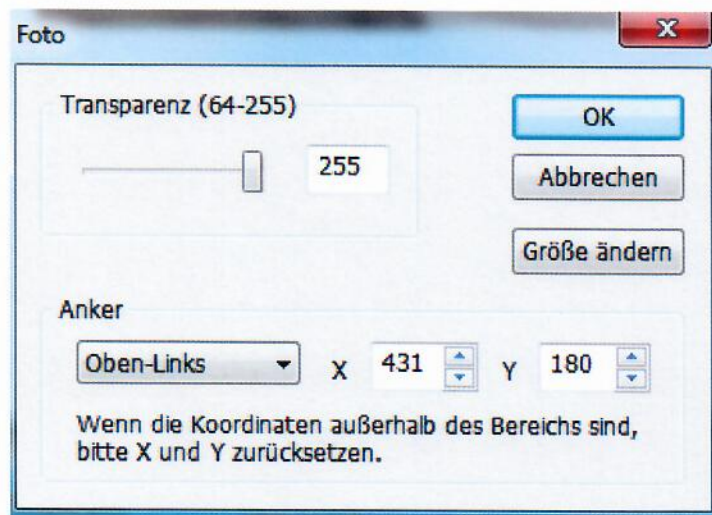 Foto
X
Transparenz (64-255)
255
OK
Abbrechen
Größe ändern
Anker
Oben-Links X 431 Y 180
Wenn die Koordinaten außerhalb des Bereichs sind,
bitte X und Y zurücksetzen.